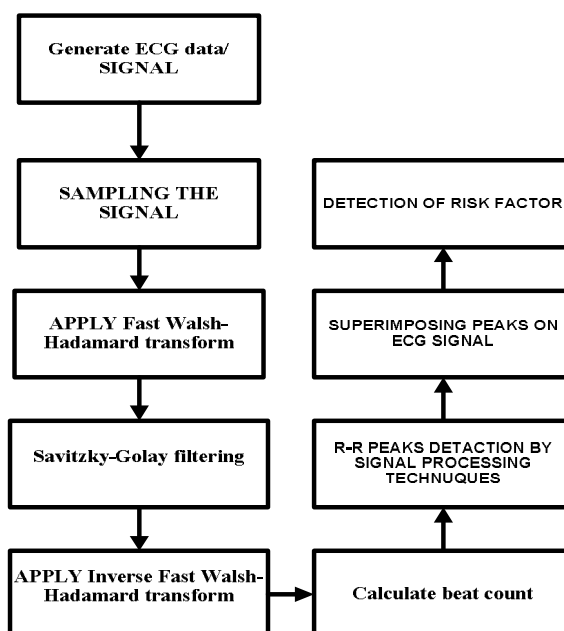 Generate ECG data/
SIGNAL
SAMPLING THE
SIGNAL
APPLY Fast Walsh-
Hadamard transform
Savitzky-Golay filtering
APPLY Inverse Fast Walsh-
Hadamard transform
Calculate beat count
R-R PEAKS DETACTION BY
SIGNAL PROCESSING
TECHNUQUES
SUPERIMPOSING PEAKS ON
ECG SIGNAL
DETECTION OF RISK FACTOR